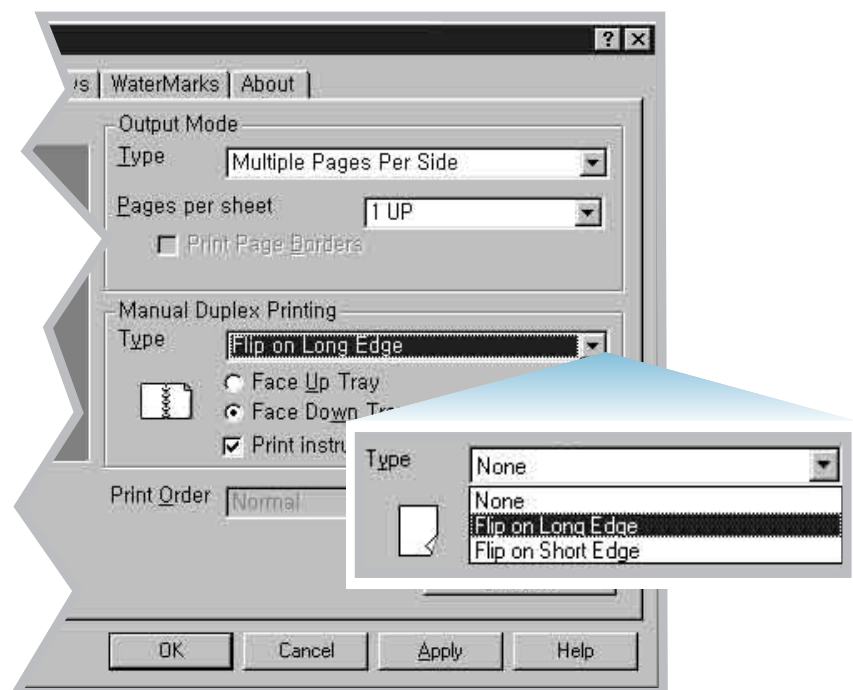 ? ×
WaterMarks About
Output Mode
Type Multiple Pages Per Side
Pages per sheet 1 UP
Print Page Borders
Manual Duplex Printing
Type Flip on Long Edge
Face Up Tray
Face Down
Print
Print Order Normal
Type None
None
Flip on Long Edge
Flip on Short Edge
OK Cancel Apply Help